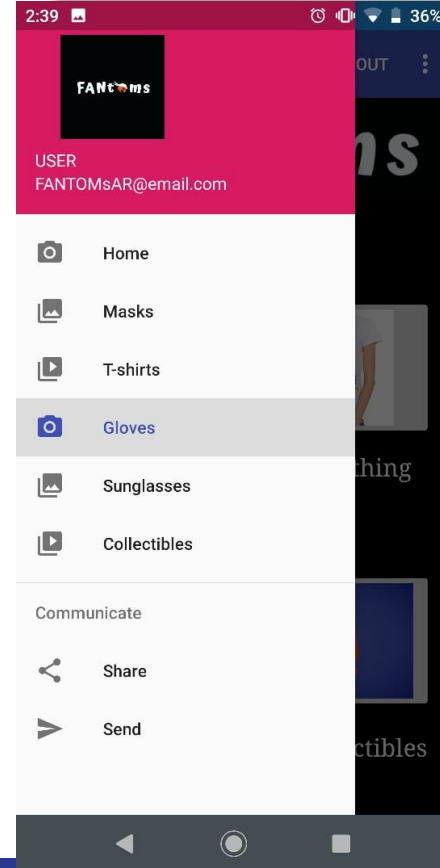 2:39
36%
OUT
FANtoms
ms
USER
FANTOMsAR@email.com
Home
Masks
T-shirts
Gloves
thing
Sunglasses
Collectibles
Communicate
Share
Send
ctibles